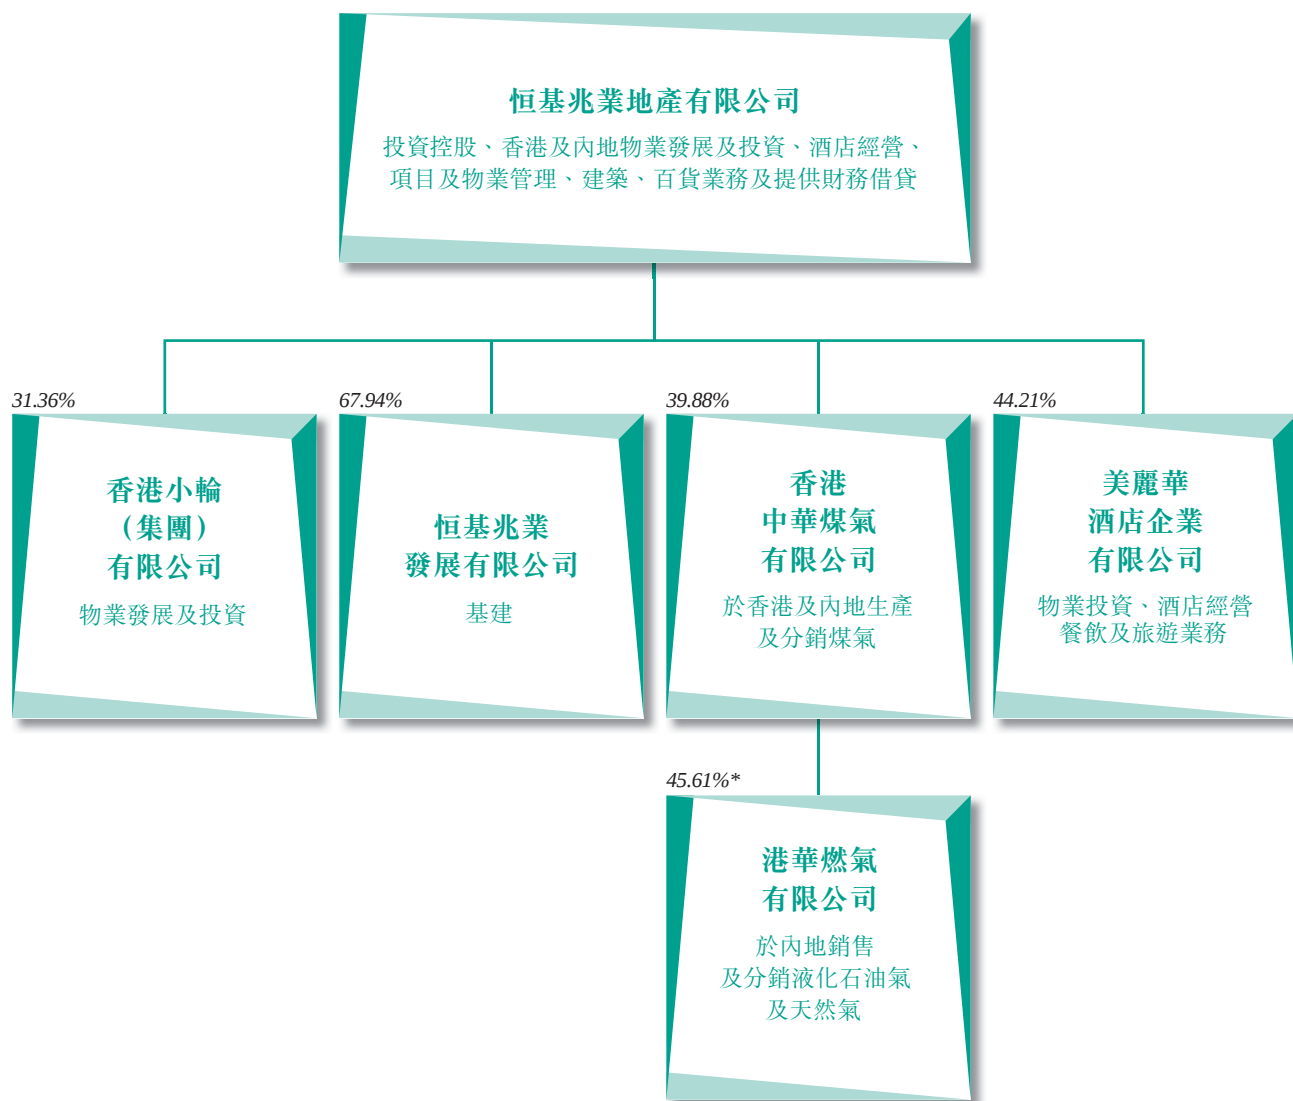 恒基兆業地產有限公司
投資控股、香港及內地物業發展及投資、酒店經營、
項目及物業管理、建築、百貨業務及提供財務借貸
31.36%
香港小輪
（集團）
有限公司
物業發展及投資
67.94%
恒基兆業
發展有限公司
基建
39.88%
香港
中華煤氣
有限公司
於香港及內地生產
及分銷煤氣
44.21%
美麗華
酒店企業
有限公司
物業投資、酒店經營
餐飲及旅遊業務
45.61%*
港華燃氣
有限公司
於內地銷售
及分銷液化石油氣
及天然氣